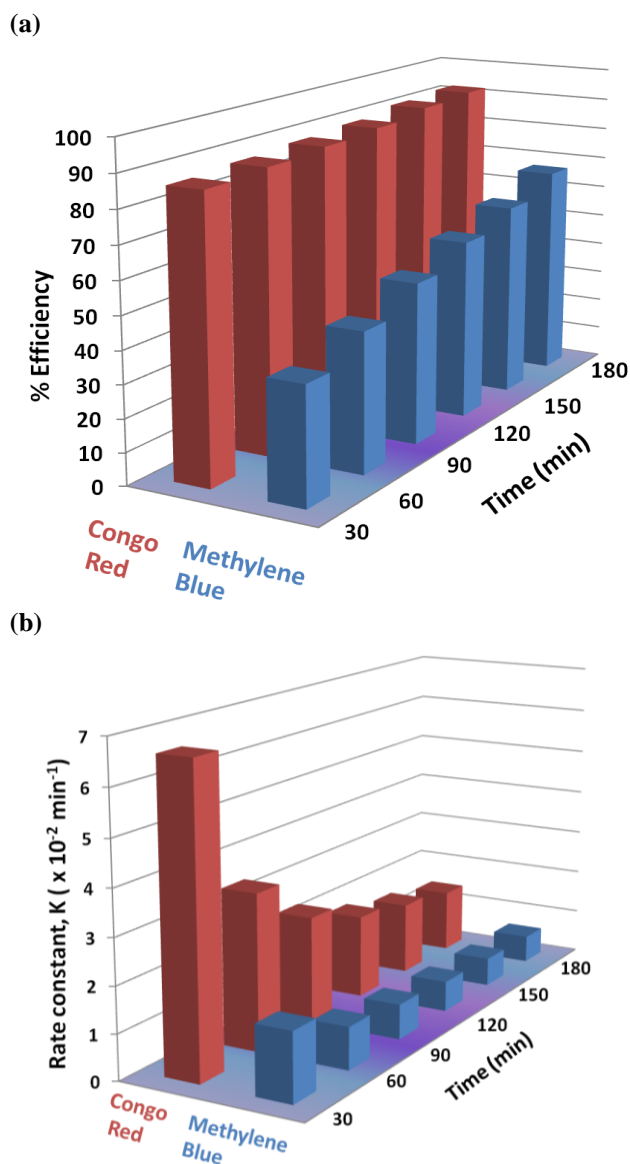 (a)
100
90
80
70
60
50
40
30
20
10
0
% Efficiency
Congo
Red
Methylene
Blue
30
60
90
120
150
180
Time (min)
(b)
7
6
5
4
3
2
1
0
Rate constant, K ( x 10⁻² min⁻¹)
Congo
Red
Methylene
Blue
30
60
90
120
150
180
Time (min)